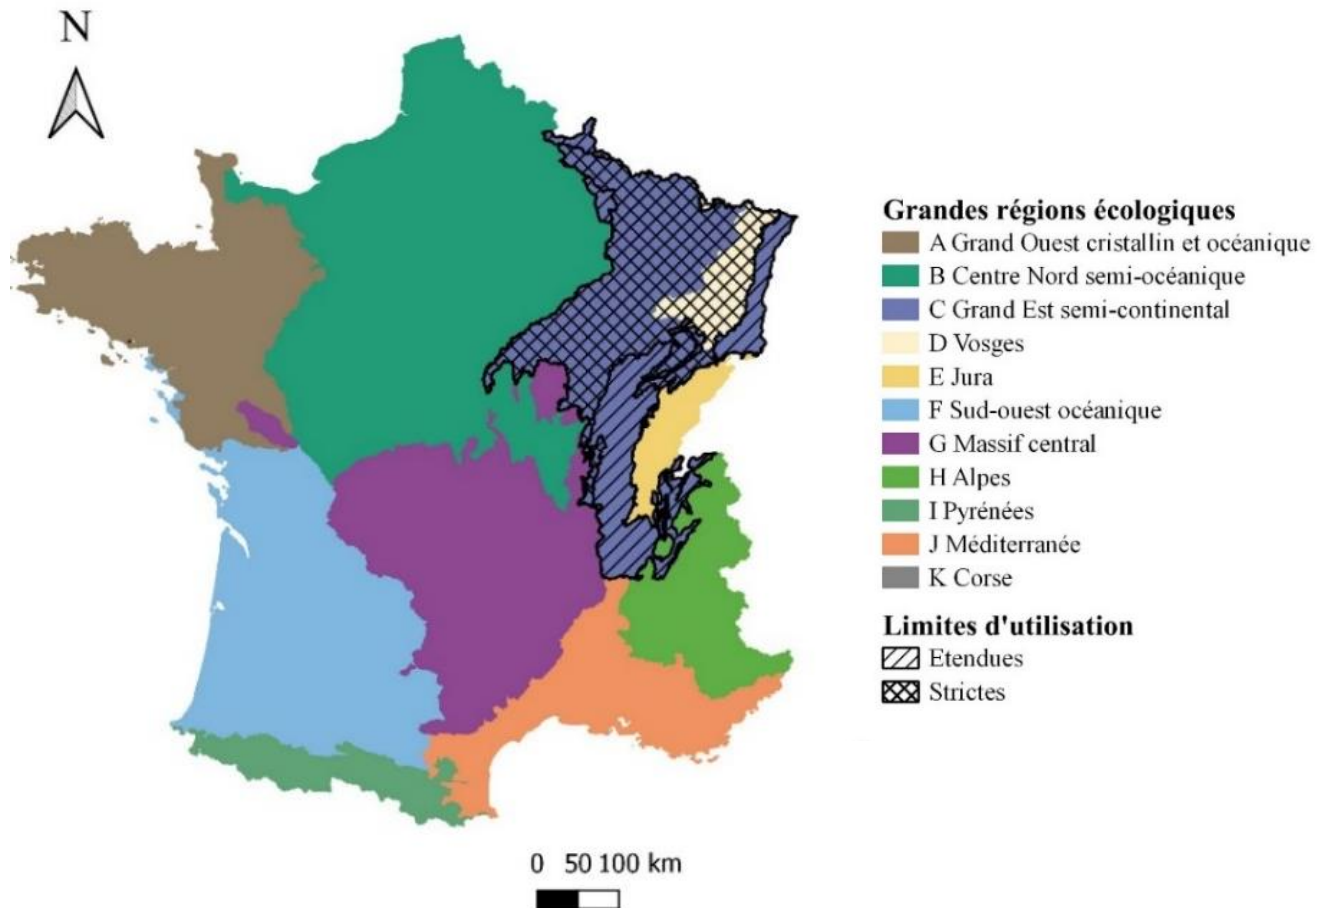 N
Grandes régions écologiques
A Grand Ouest cristallin et océanique
B Centre Nord semi-océanique
C Grand Est semi-continental
D Vosges
E Jura
F Sud-ouest océanique
G Massif central
H Alpes
I Pyrénées
J Méditerranée
K Corse
Limites d'utilisation
Etendues
Strictes
0 50 100 km